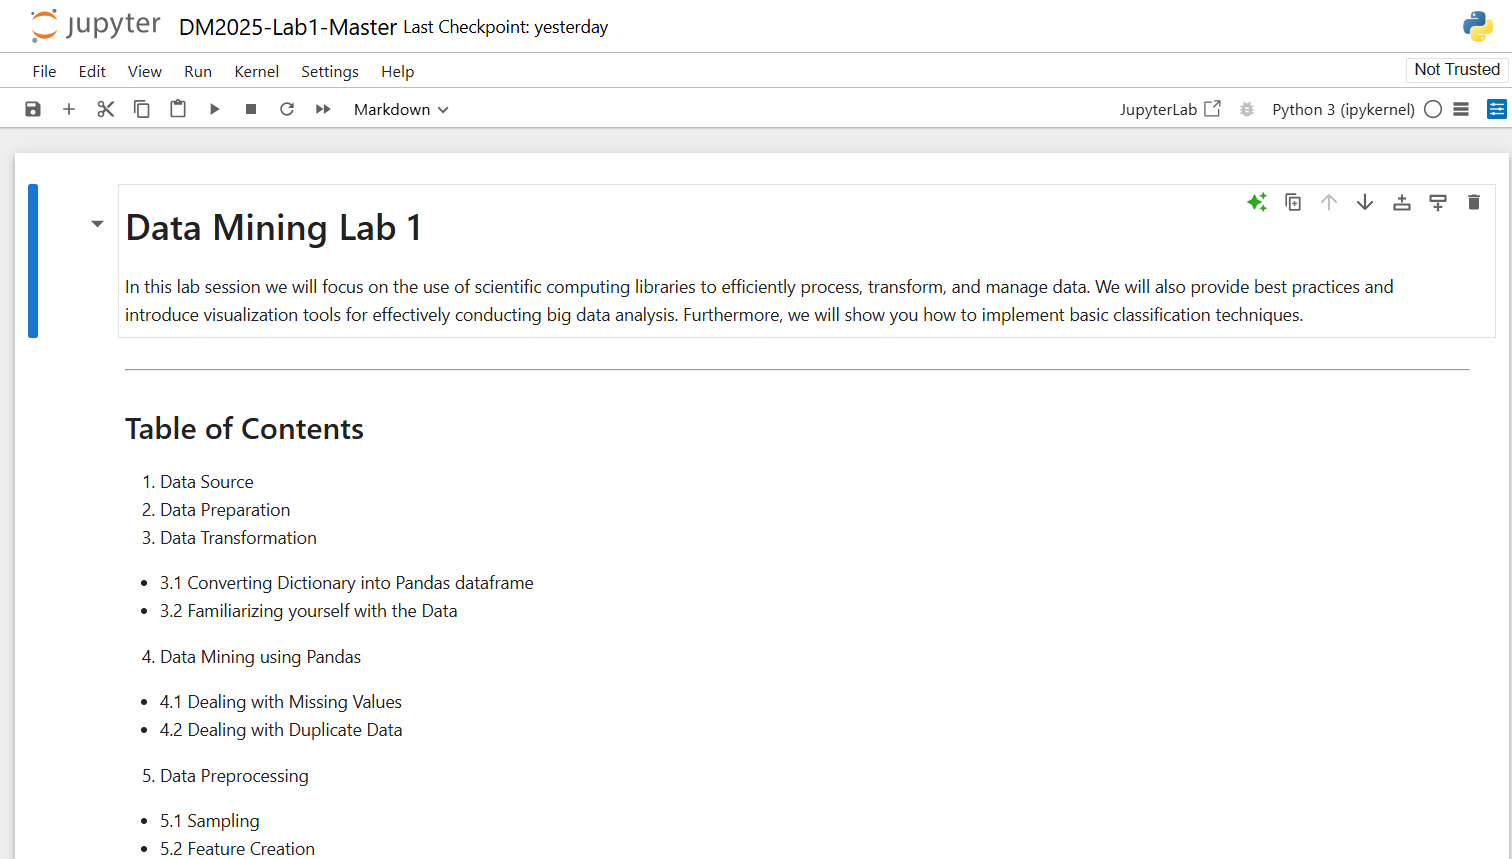 jupyter DM2025-Lab1-Master Last Checkpoint: yesterday
File Edit View Run Kernel Settings Help Not Trusted
Markdown JupyterLab Python 3 (ipykernel)
Data Mining Lab 1
In this lab session we will focus on the use of scientific computing libraries to efficiently process, transform, and manage data. We will also provide best practices and
introduce visualization tools for effectively conducting big data analysis. Furthermore, we will show you how to implement basic classification techniques.
Table of Contents
1. Data Source
2. Data Preparation
3. Data Transformation
• 3.1 Converting Dictionary into Pandas dataframe
• 3.2 Familiarizing yourself with the Data
4. Data Mining using Pandas
• 4.1 Dealing with Missing Values
• 4.2 Dealing with Duplicate Data
5. Data Preprocessing
• 5.1 Sampling
• 5.2 Feature Creation